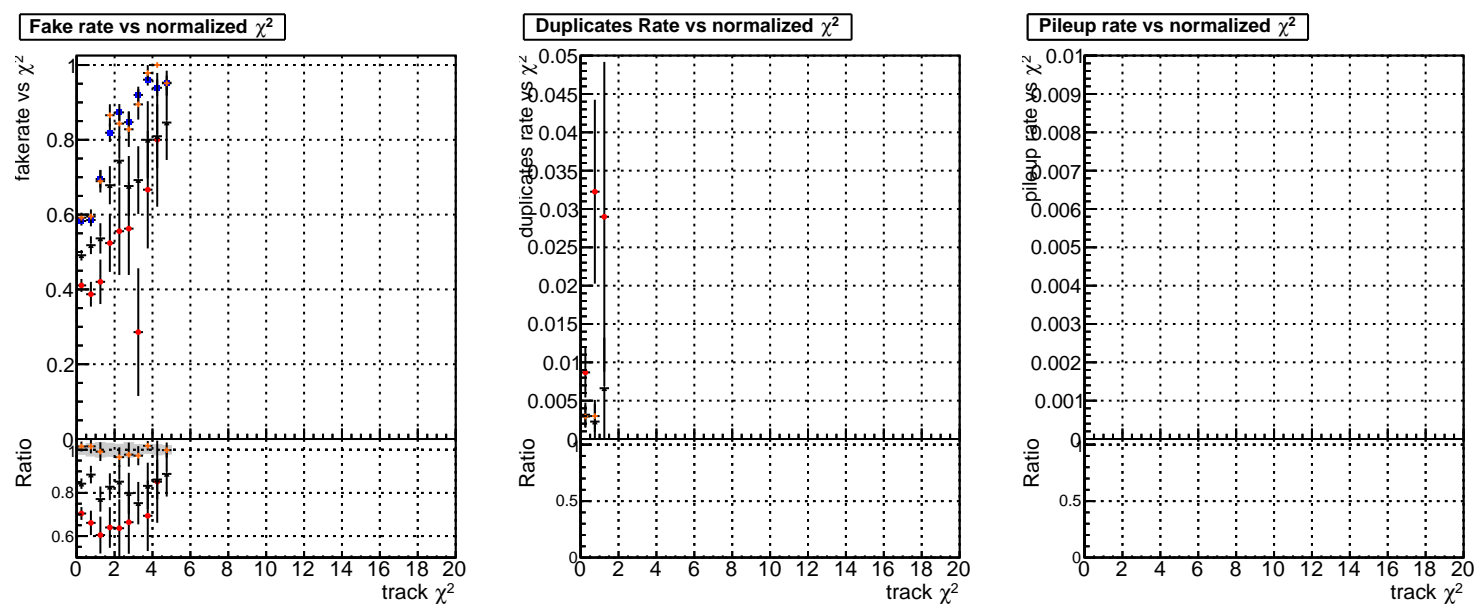 Fake rate vs normalized χ²
fakerate vs χ²
1
0.8
0.6
0.4
0.2
0
Ratio
1
0.8
0.6
0 2 4 6 8 10 12 14 16 18 20
track χ²
Duplicates Rate vs normalized χ²
duplicates rate vs χ²
0.05
0.045
0.04
0.035
0.03
0.025
0.02
0.015
0.01
0.005
0
Ratio
1
0.5
0
0 2 4 6 8 10 12 14 16 18 20
track χ²
Pileup rate vs normalized χ²
pileup rate vs χ²
0.01
0.009
0.008
0.007
0.006
0.005
0.004
0.003
0.002
0.001
0
Ratio
1
0.5
0
0 2 4 6 8 10 12 14 16 18 20
track χ²